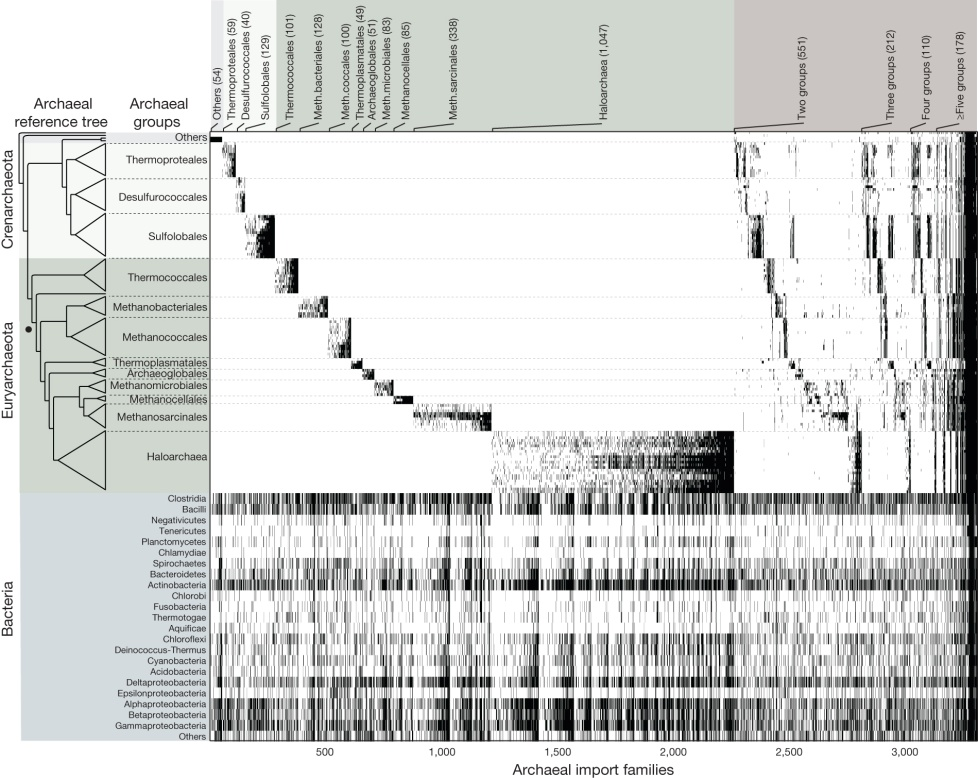 Others (54)
Thermoproteales (59)
Desulfurococcales (40)
Sulfolobales (129)
Thermococcales (101)
Meth.bacteriales (128)
Meth.coccales (100)
Thermoplasmatales (49)
Archaeoglobales (51)
Meth.microbiales (83)
Methanocellales (85)
Meth.sarcinales (338)
Haloarchaea (1,047)
Two groups (551)
Three groups (212)
Four groups (110)
≥Five groups (178)
Archaeal
reference tree
Archaeal
groups
Crenarchaeota
Others
Thermoproteales
Desulfurococcales
Sulfolobales
Euryarchaeota
Thermococcales
Methanobacteriales
Methanococcales
Thermoplasmatales
Archaeoglobales
Methanomicrobiales
Methanocellales
Methanosarcinales
Haloarchaea
Bacteria
Clostridia
Bacilli
Negativicutes
Tenericutes
Planctomycetes
Chlamydiae
Spirochaetes
Bacteroidetes
Actinobacteria
Chlorobi
Fusobacteria
Thermotogae
Aquificae
Chloroflexi
Deinococcus-Thermus
Cyanobacteria
Acidobacteria
Deltaproteobacteria
Epsilonproteobacteria
Alphaproteobacteria
Betaproteobacteria
Gammaproteobacteria
Others
500 1,000 1,500 2,000 2,500 3,000
Archaeal import families